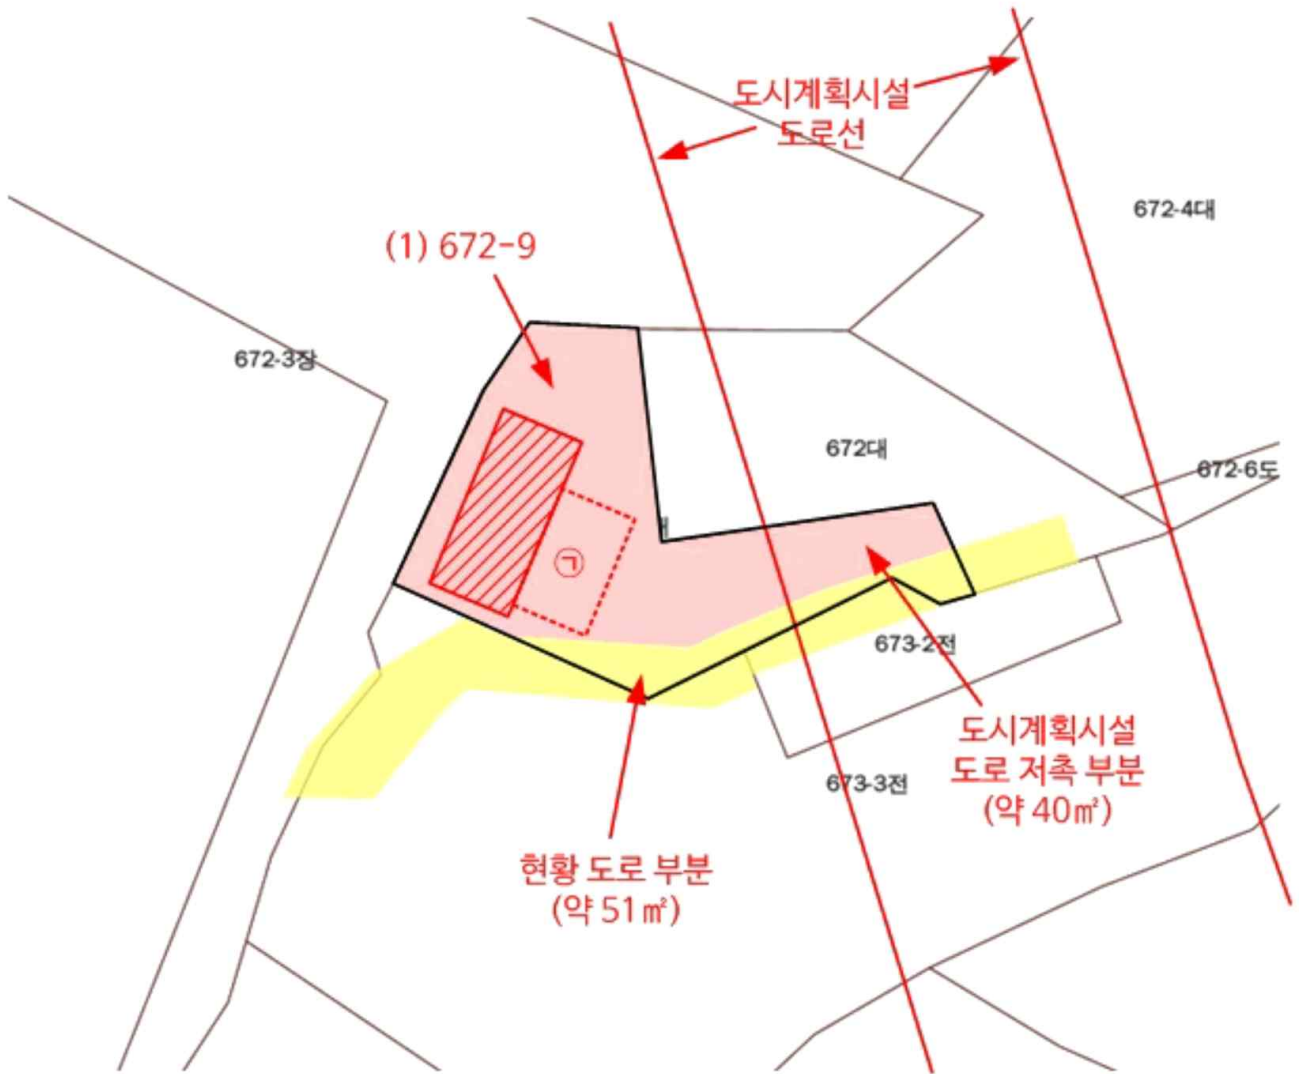 도시계획시설
도로선
672-4대
(1) 672-9
672-3장
672대
672-6도
㉠
673-2전
도시계획시설
도로 저촉 부분
(약 40㎡)
673-3전
현황 도로 부분
(약 51㎡)